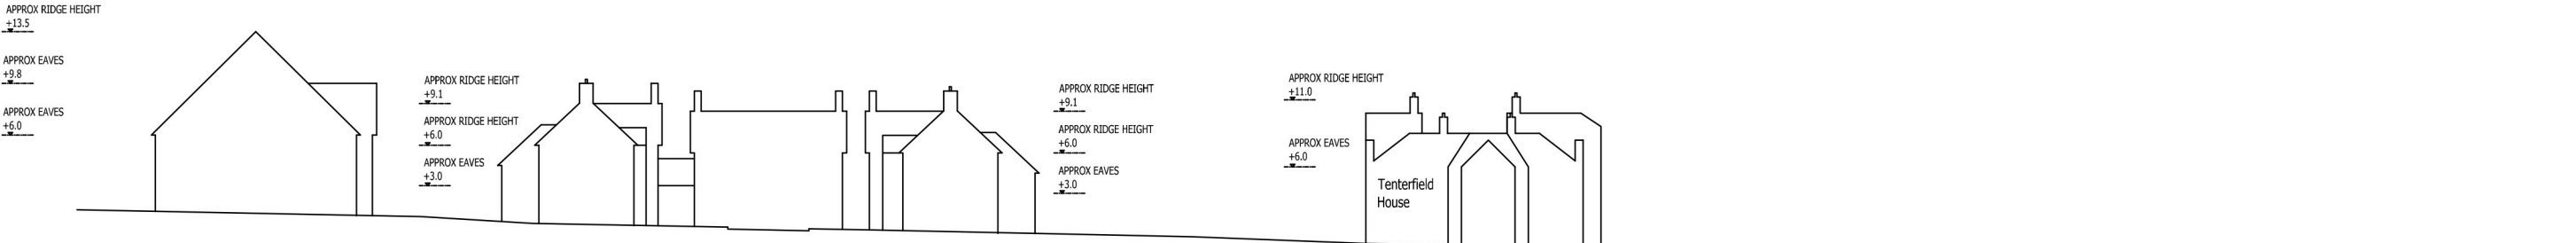 APPROX RIDGE HEIGHT
+13.5
APPROX EAVES
+9.8
APPROX EAVES
+6.0
APPROX RIDGE HEIGHT
+9.1
APPROX RIDGE HEIGHT
+6.0
APPROX EAVES
+3.0
APPROX RIDGE HEIGHT
+9.1
APPROX RIDGE HEIGHT
+6.0
APPROX EAVES
+3.0
APPROX RIDGE HEIGHT
+11.0
APPROX EAVES
+6.0
Tenterfield
House